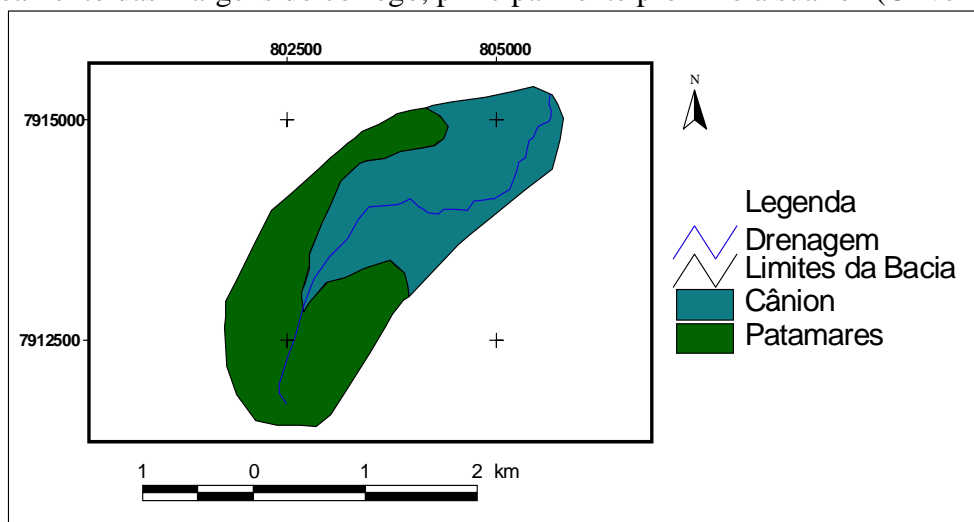 802500 805000
N
7915000
7912500
Legenda
Drenagem
Limites da Bacia
Cânion
Patamares
1 0 1 2 km